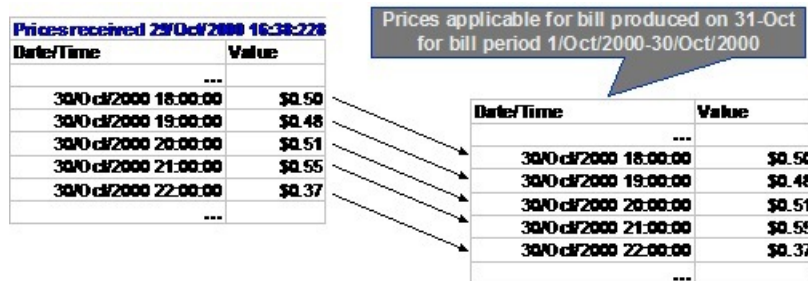 Prices received 29/Oct/2000 16:38:228
Date/Time Value
...
30/Oct/2000 18:00:00 $0.50
30/Oct/2000 19:00:00 $0.48
30/Oct/2000 20:00:00 $0.51
30/Oct/2000 21:00:00 $0.55
30/Oct/2000 22:00:00 $0.37
...
Prices applicable for bill produced on 31-Oct
for bill period 1/Oct/2000-30/Oct/2000
Date/Time Value
...
30/Oct/2000 18:00:00 $0.50
30/Oct/2000 19:00:00 $0.48
30/Oct/2000 20:00:00 $0.51
30/Oct/2000 21:00:00 $0.55
30/Oct/2000 22:00:00 $0.37
...